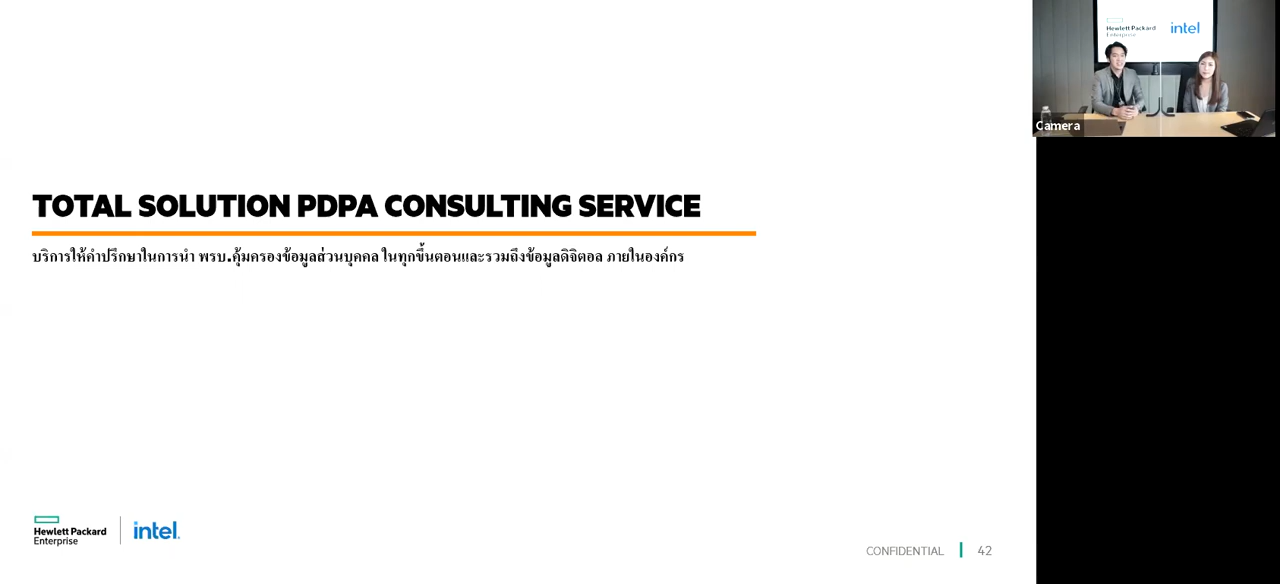 Hewlett Packard
Enterprise
intel
Camera
TOTAL SOLUTION PDPA CONSULTING SERVICE
บริการให้คำปรึกษาในการนำ พรบ.คุ้มครองข้อมูลส่วนบุคคล ในทุกขึ้นตอนและรวมถึงข้อมูลดิจิตอล ภายในองค์กร
Hewlett Packard
Enterprise
intel.
CONFIDENTIAL
42